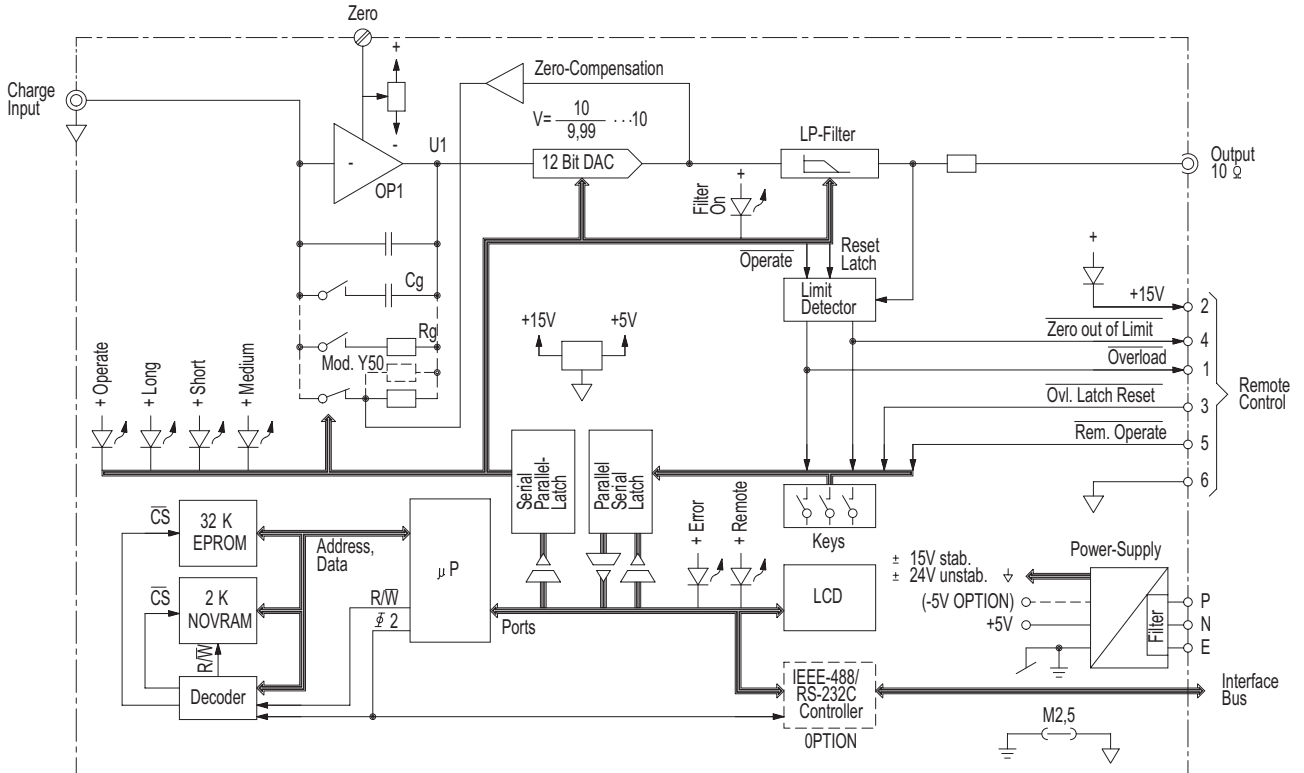 Zero
Charge
Input
+
-
-
OP1
U1
Zero-Compensation
V= 10/9,99 ···10
12 Bit DAC
LP-Filter
Output
10 Ω
+
Filter
On
Operate
Reset
Latch
Limit
Detector
Cg
Rg
Mod. Y50
+15V
+5V
+
+15V
2
Zero out of Limit
4
Overload
1
Ovl. Latch Reset
3
Rem. Operate
5
6
Remote
Control
+ Operate
+ Long
+ Short
+ Medium
Serial
Parallel-
Latch
Parallel
Serial
Latch
Keys
+ Error
+ Remote
CS
32 K
EPROM
Address,
Data
μP
CS
2 K
NOVRAM
R/W
Decoder
R/W
ϕ 2
Ports
LCD
IEEE-488/
RS-232C
Controller
OPTION
Power-Supply
± 15V stab.
± 24V unstab.
(-5V OPTION)
+5V
Filter
P
N
E
Interface
Bus
M2,5